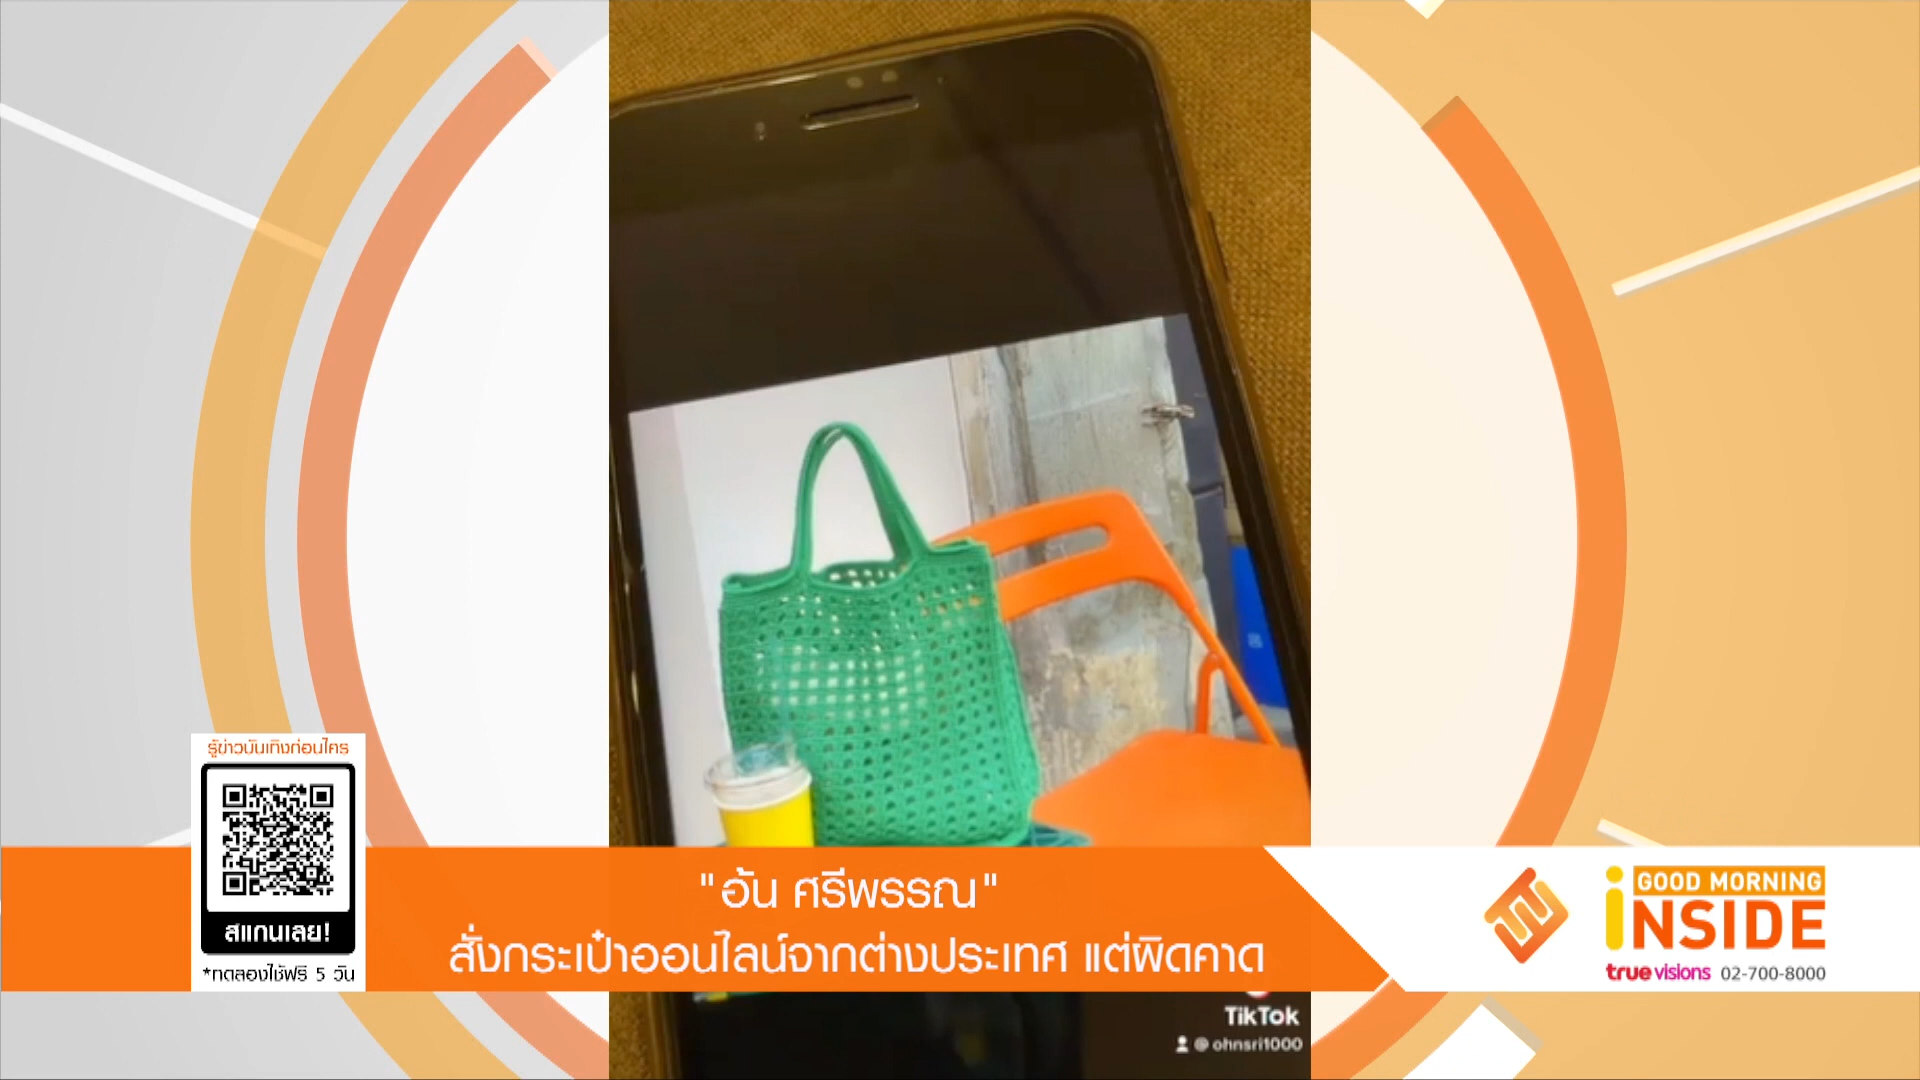 รู้ข่าวบันเทิงก่อนใคร
สแกนเลย!
*ทดลองใช้ฟรี 5 วัน
"อ้น ศรีพรรณ"
สั่งกระเป๋าออนไลน์จากต่างประเทศ แต่ผิดคาด
GOOD MORNING
iNSIDE
true visions 02-700-8000
TikTok
@ohnsri1000